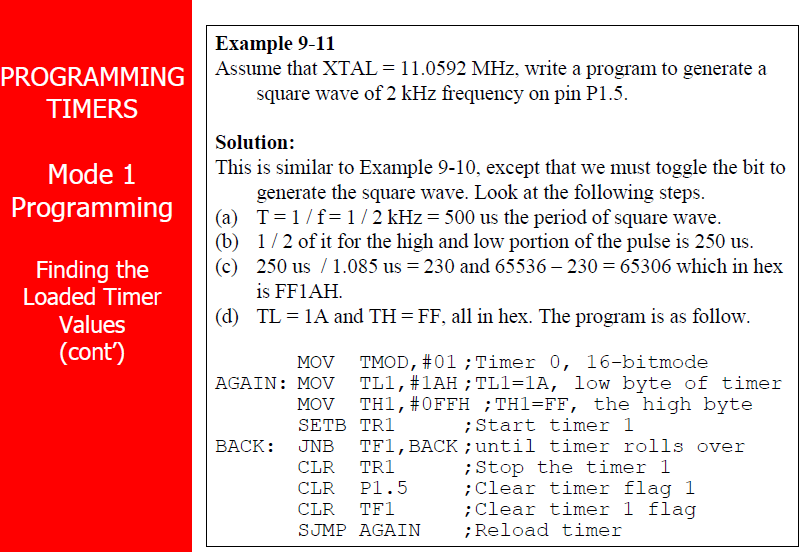 PROGRAMMING
TIMERS
Mode 1
Programming
Finding the
Loaded Timer
Values
(cont’)
Example 9-11
Assume that XTAL = 11.0592 MHz, write a program to generate a
square wave of 2 kHz frequency on pin P1.5.
Solution:
This is similar to Example 9-10, except that we must toggle the bit to
generate the square wave. Look at the following steps.
(a) T = 1 / f = 1 / 2 kHz = 500 us the period of square wave.
(b) 1 / 2 of it for the high and low portion of the pulse is 250 us.
(c) 250 us / 1.085 us = 230 and 65536 – 230 = 65306 which in hex
is FF1AH.
(d) TL = 1A and TH = FF, all in hex. The program is as follow.
MOV TMOD,#01 ;Timer 0, 16-bitmode
AGAIN: MOV TL1,#1AH ;TL1=1A, low byte of timer
MOV TH1,#0FFH ;TH1=FF, the high byte
SETB TR1 ;Start timer 1
BACK: JNB TF1,BACK ;until timer rolls over
CLR TR1 ;Stop the timer 1
CLR P1.5 ;Clear timer flag 1
CLR TF1 ;Clear timer 1 flag
SJMP AGAIN ;Reload timer